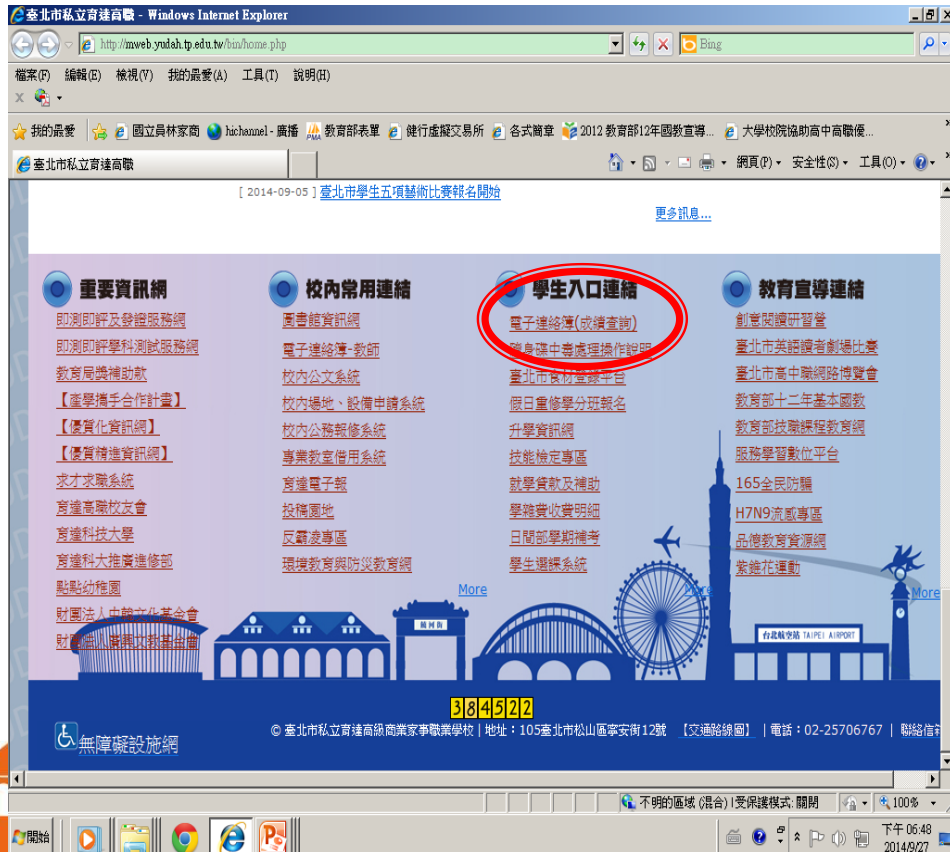 臺北市私立育達高職 - Windows Internet Explorer
http://mweb.yudah.tp.edu.tw/bin/home.php
Bing
檔案(F) 編輯(E) 檢視(V) 我的最愛(A) 工具(T) 說明(H)
x
我的最愛 國立員林家商 hichannel - 廣播 教育部表單 健行虛擬交易所 各式簡章 2012 教育部12年國教宣導... 大學校院協助高中高職優...
臺北市私立育達高職
網頁(P) 安全性(S) 工具(O)
[ 2014-09-05 ] 臺北市學生五項藝術比賽報名開始
更多訊息...
重要資訊網
即測即評及發證服務網
即測即評學科測試服務網
教育局獎補助款
【產學攜手合作計畫】
【優質化資訊網】
【優質精進資訊網】
求才求職系統
育達高職校友會
育達科技大學
育達科大推廣進修部
點點幼稚園
財團法人中韓文化基金會
財團法人廣興文教基金會
校內常用連結
圖書館資訊網
電子連絡簿-教師
校內公文系統
校內場地、設備申請系統
校內公務報修系統
專業教室借用系統
育達電子報
投稿園地
反霸凌專區
環境教育與防災教育網
More
學生入口連結
電子連絡簿(成績查詢)
隨身碟中毒處理操作說明
臺北市食材登錄平台
假日重修學分班報名
升學資訊網
技能檢定專區
就學貸款及補助
學雜費收費明細
日間部學期補考
學生選課系統
More
教育宣導連結
創意閱讀研習營
臺北市英語讀者劇場比賽
臺北市高中職網路博覽會
教育部十二年基本國教
教育部技職課程教育網
服務學習數位平台
165全民防騙
H7N9流感專區
品德教育資源網
紫錐花運動
More
台北航空站 TAIPEI AIRPORT
384522
無障礙設施網
© 臺北市私立育達高級商業家事職業學校 | 地址：105臺北市松山區寧安街12號 【交通路線圖】 | 電話：02-25706767 | 聯絡信箱
不明的區域 (混合) | 受保護模式: 關閉
100%
開始
下午 06:48
2014/9/27